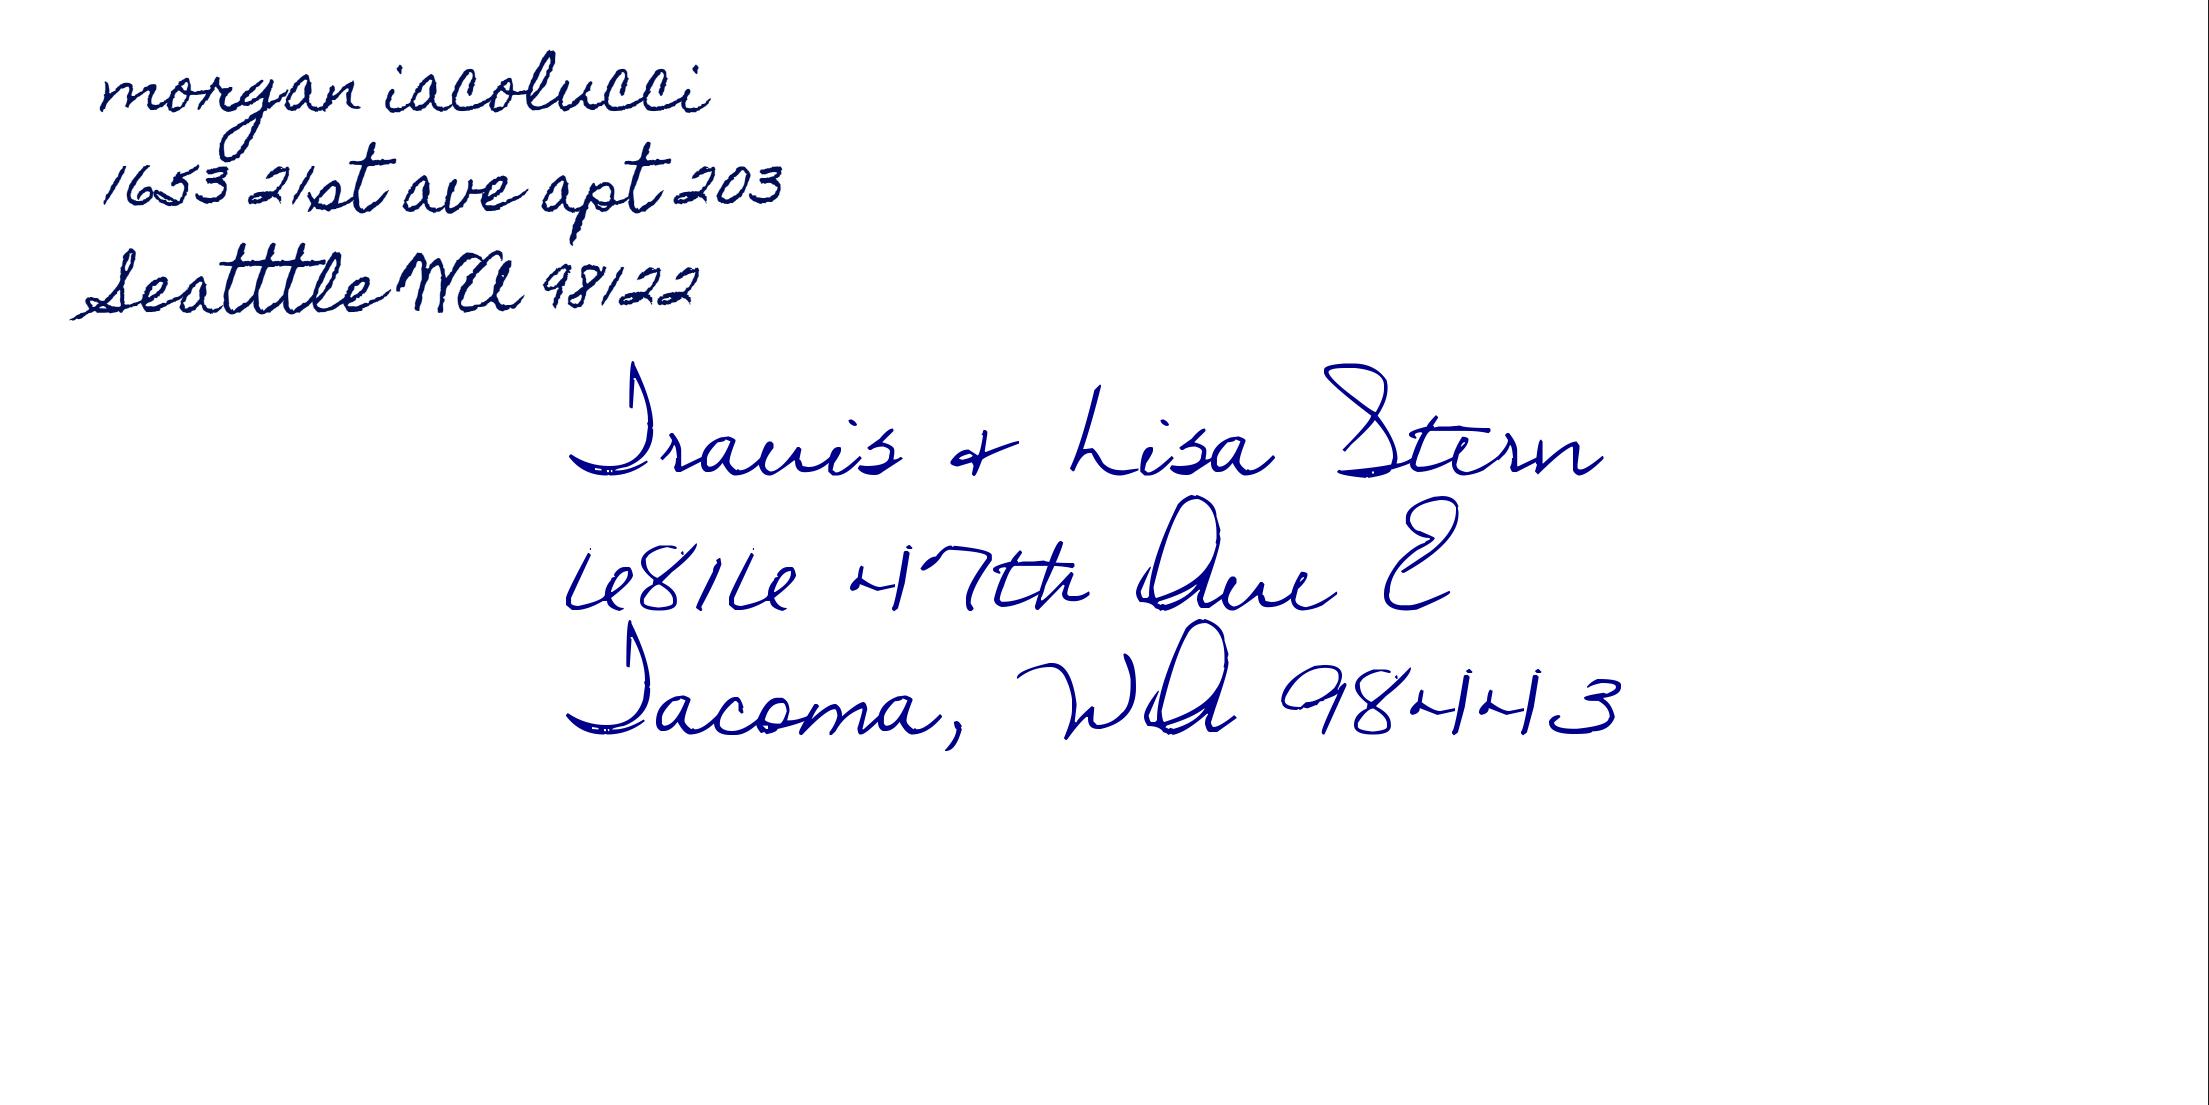 morgan iacolucci
1653 21st ave apt 203
Seatttle WA 98122
Travis & Lisa Stern
6816 47th Ave E
Tacoma, WA 98443